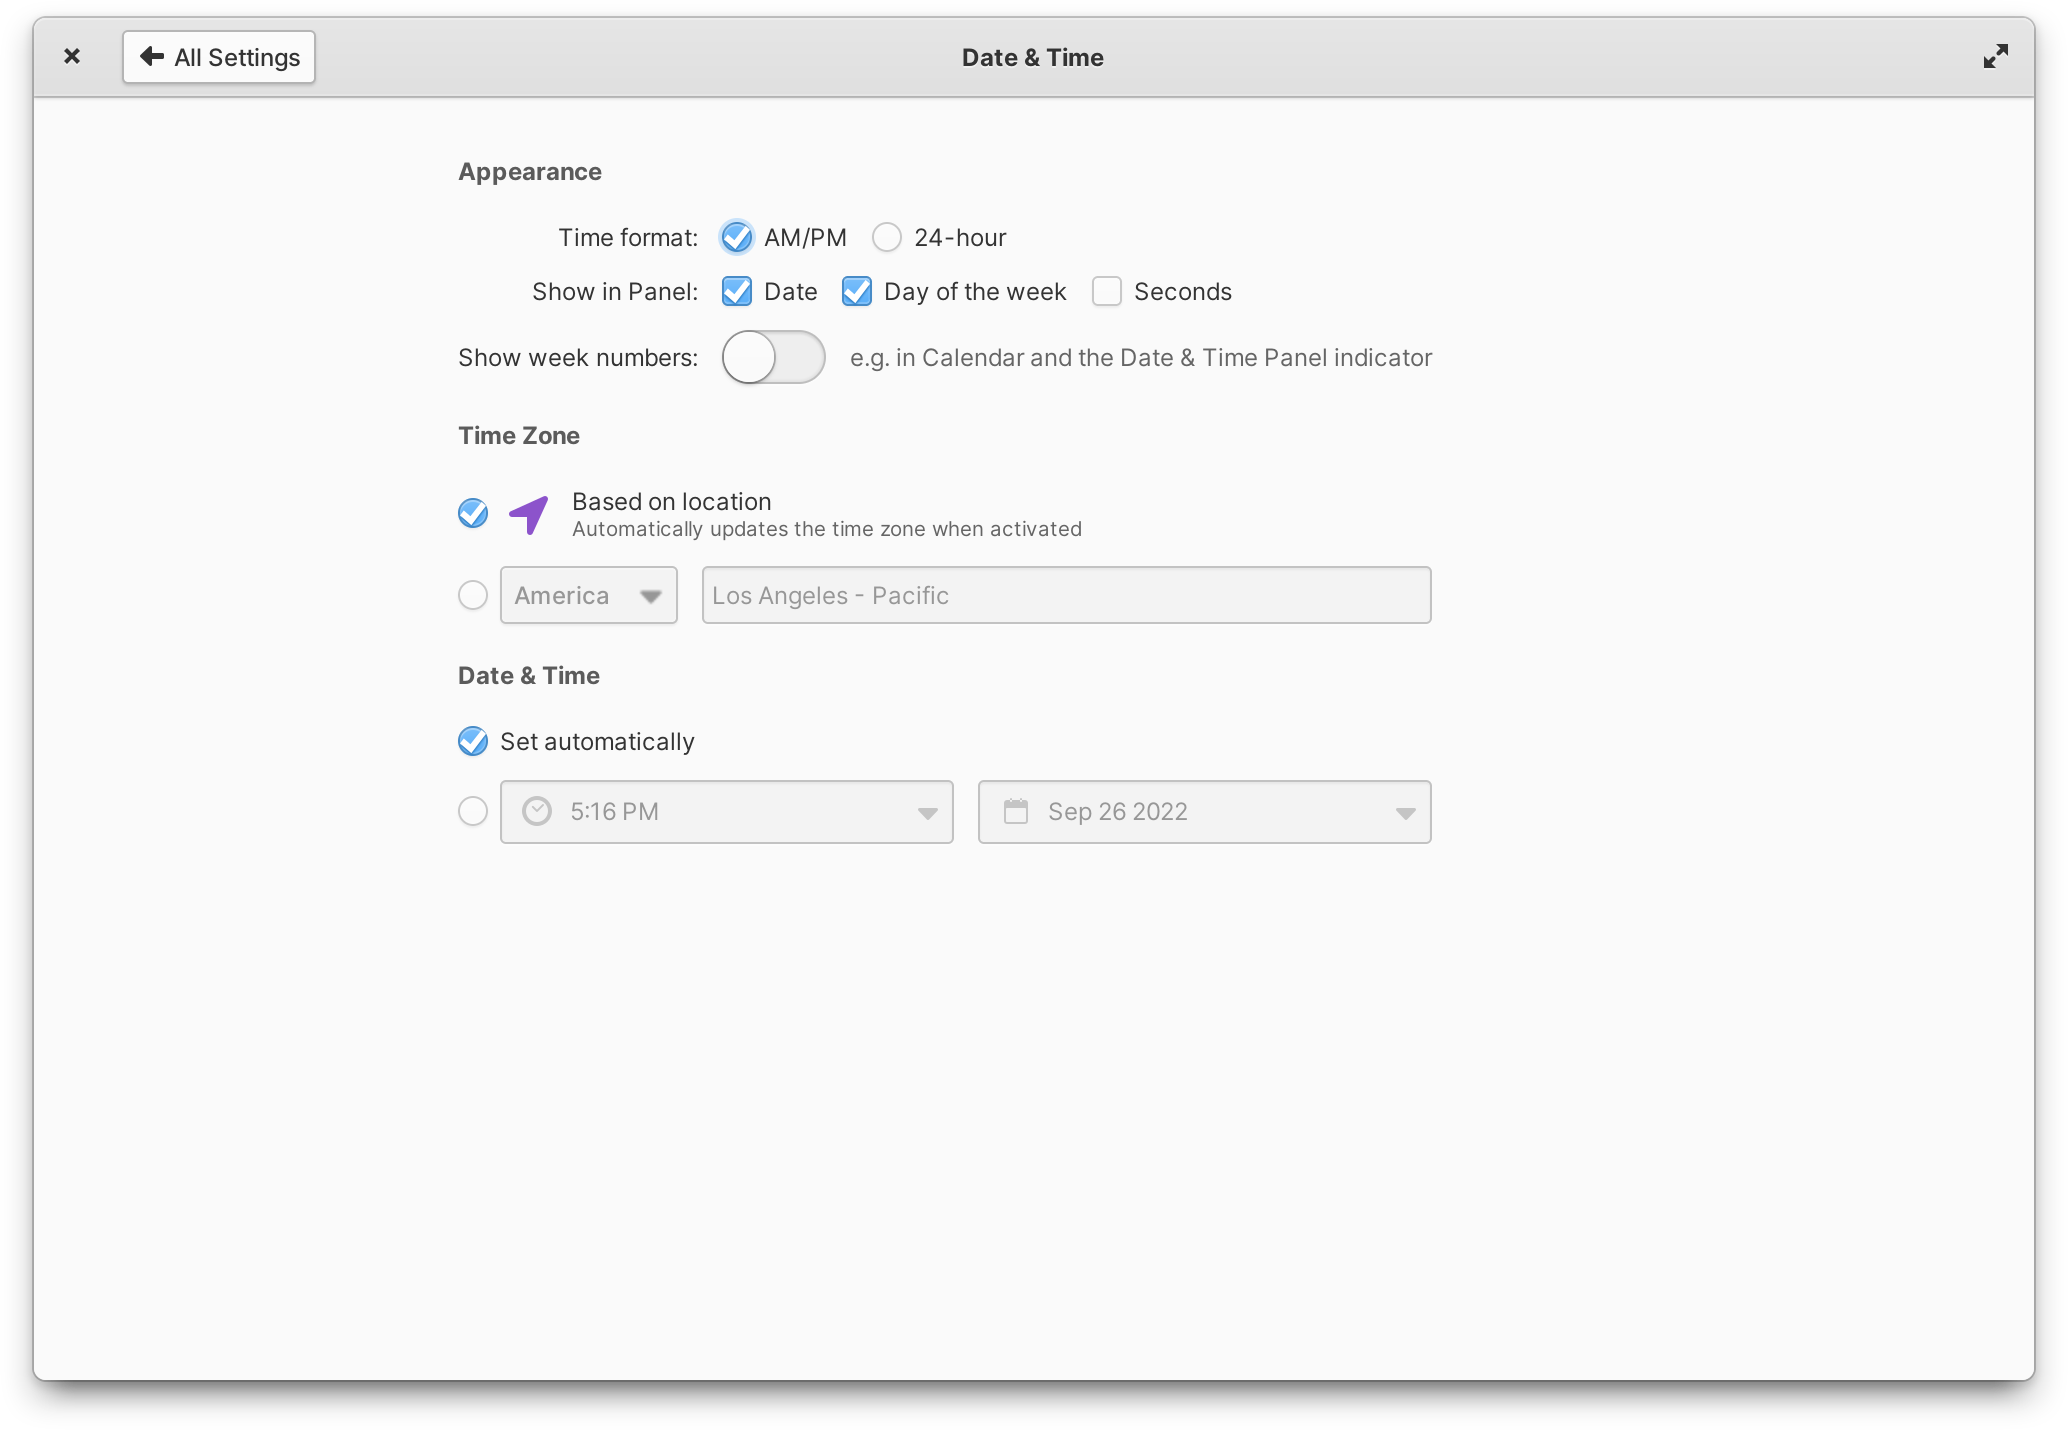 All Settings
Date & Time
Appearance
Time format: AM/PM 24-hour
Show in Panel: Date Day of the week Seconds
Show week numbers: e.g. in Calendar and the Date & Time Panel indicator
Time Zone
Based on location
Automatically updates the time zone when activated
America Los Angeles - Pacific
Date & Time
Set automatically
5:16 PM Sep 26 2022